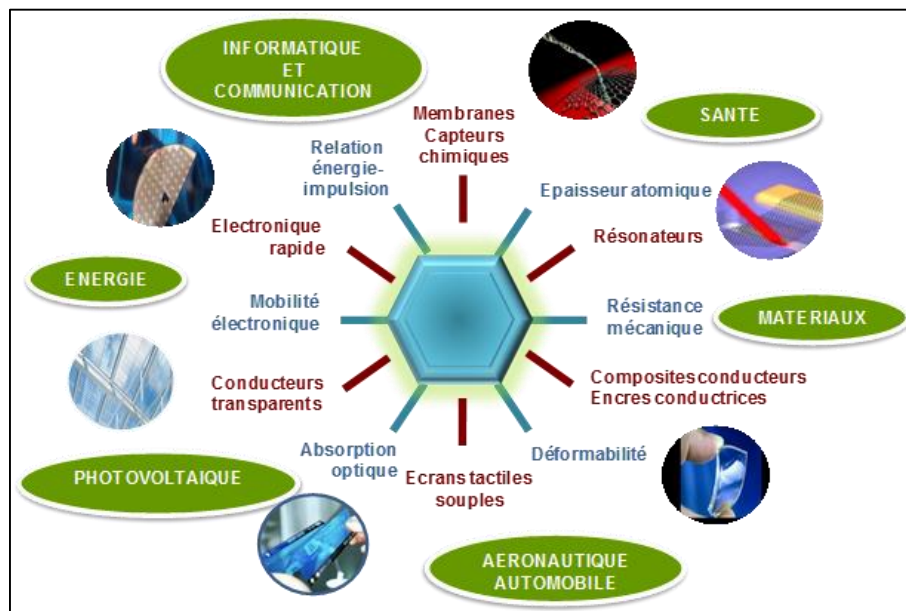 INFORMATIQUE
ET
COMMUNICATION
SANTE
Membranes
Capteurs
chimiques
Relation
énergie-
impulsion
Epaisseur atomique
Electronique
rapide
Résonateurs
ENERGIE
Mobilité
électronique
Résistance
mécanique
MATERIAUX
Conducteurs
transparents
Composites conducteurs
Encres conductrices
Absorption
optique
Déformabilité
PHOTOVOLTAIQUE
Ecrans tactiles
souples
AERONAUTIQUE
AUTOMOBILE